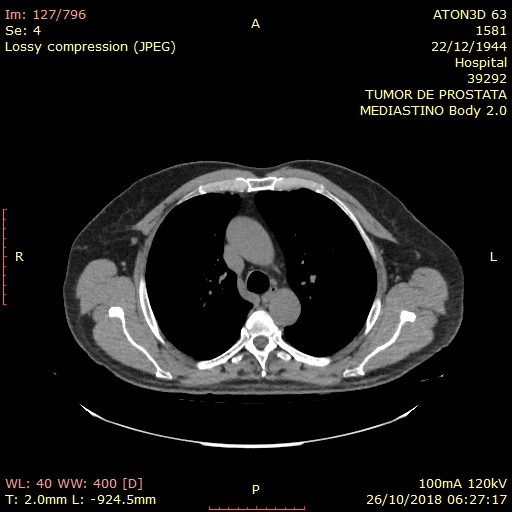 Im: 127/796
Se: 4
Lossy compression (JPEG)
A
ATON3D 63
1581
22/12/1944
Hospital
39292
TUMOR DE PROSTATA
MEDIASTINO Body 2.0
R
L
WL: 40 WW: 400 [D]
T: 2.0mm L: -924.5mm
P
100mA 120kV
26/10/2018 06:27:17